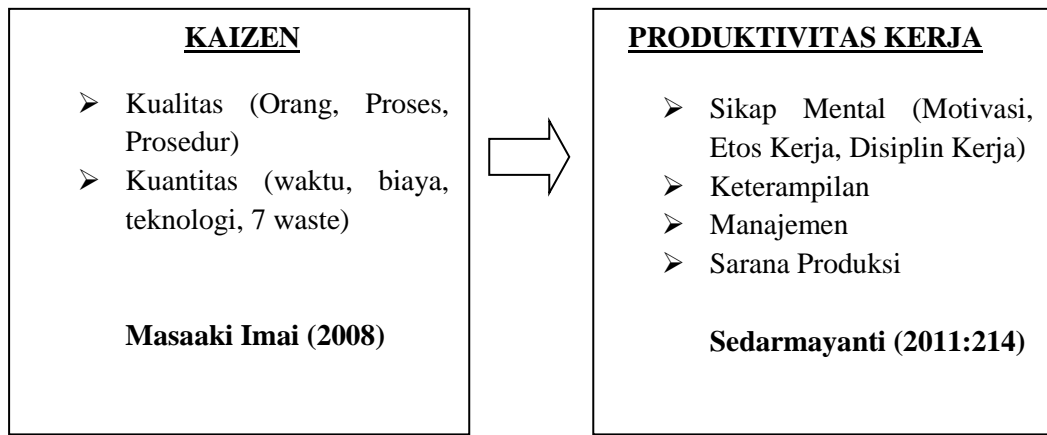 KAIZEN
➢ Kualitas (Orang, Proses,
Prosedur)
➢ Kuantitas (waktu, biaya,
teknologi, 7 waste)
Masaaki Imai (2008)
PRODUKTIVITAS KERJA
➢ Sikap Mental (Motivasi,
Etos Kerja, Disiplin Kerja)
➢ Keterampilan
➢ Manajemen
➢ Sarana Produksi
Sedarmayanti (2011:214)